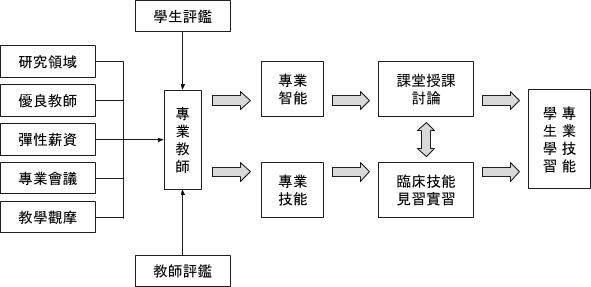 學生評鑑
研究領域
優良教師
彈性薪資
專業會議
教學觀摩
專業教師
教師評鑑
專業
智能
專業
技能
課堂授課
討論
臨床技能
見習實習
專業技能
學生學習